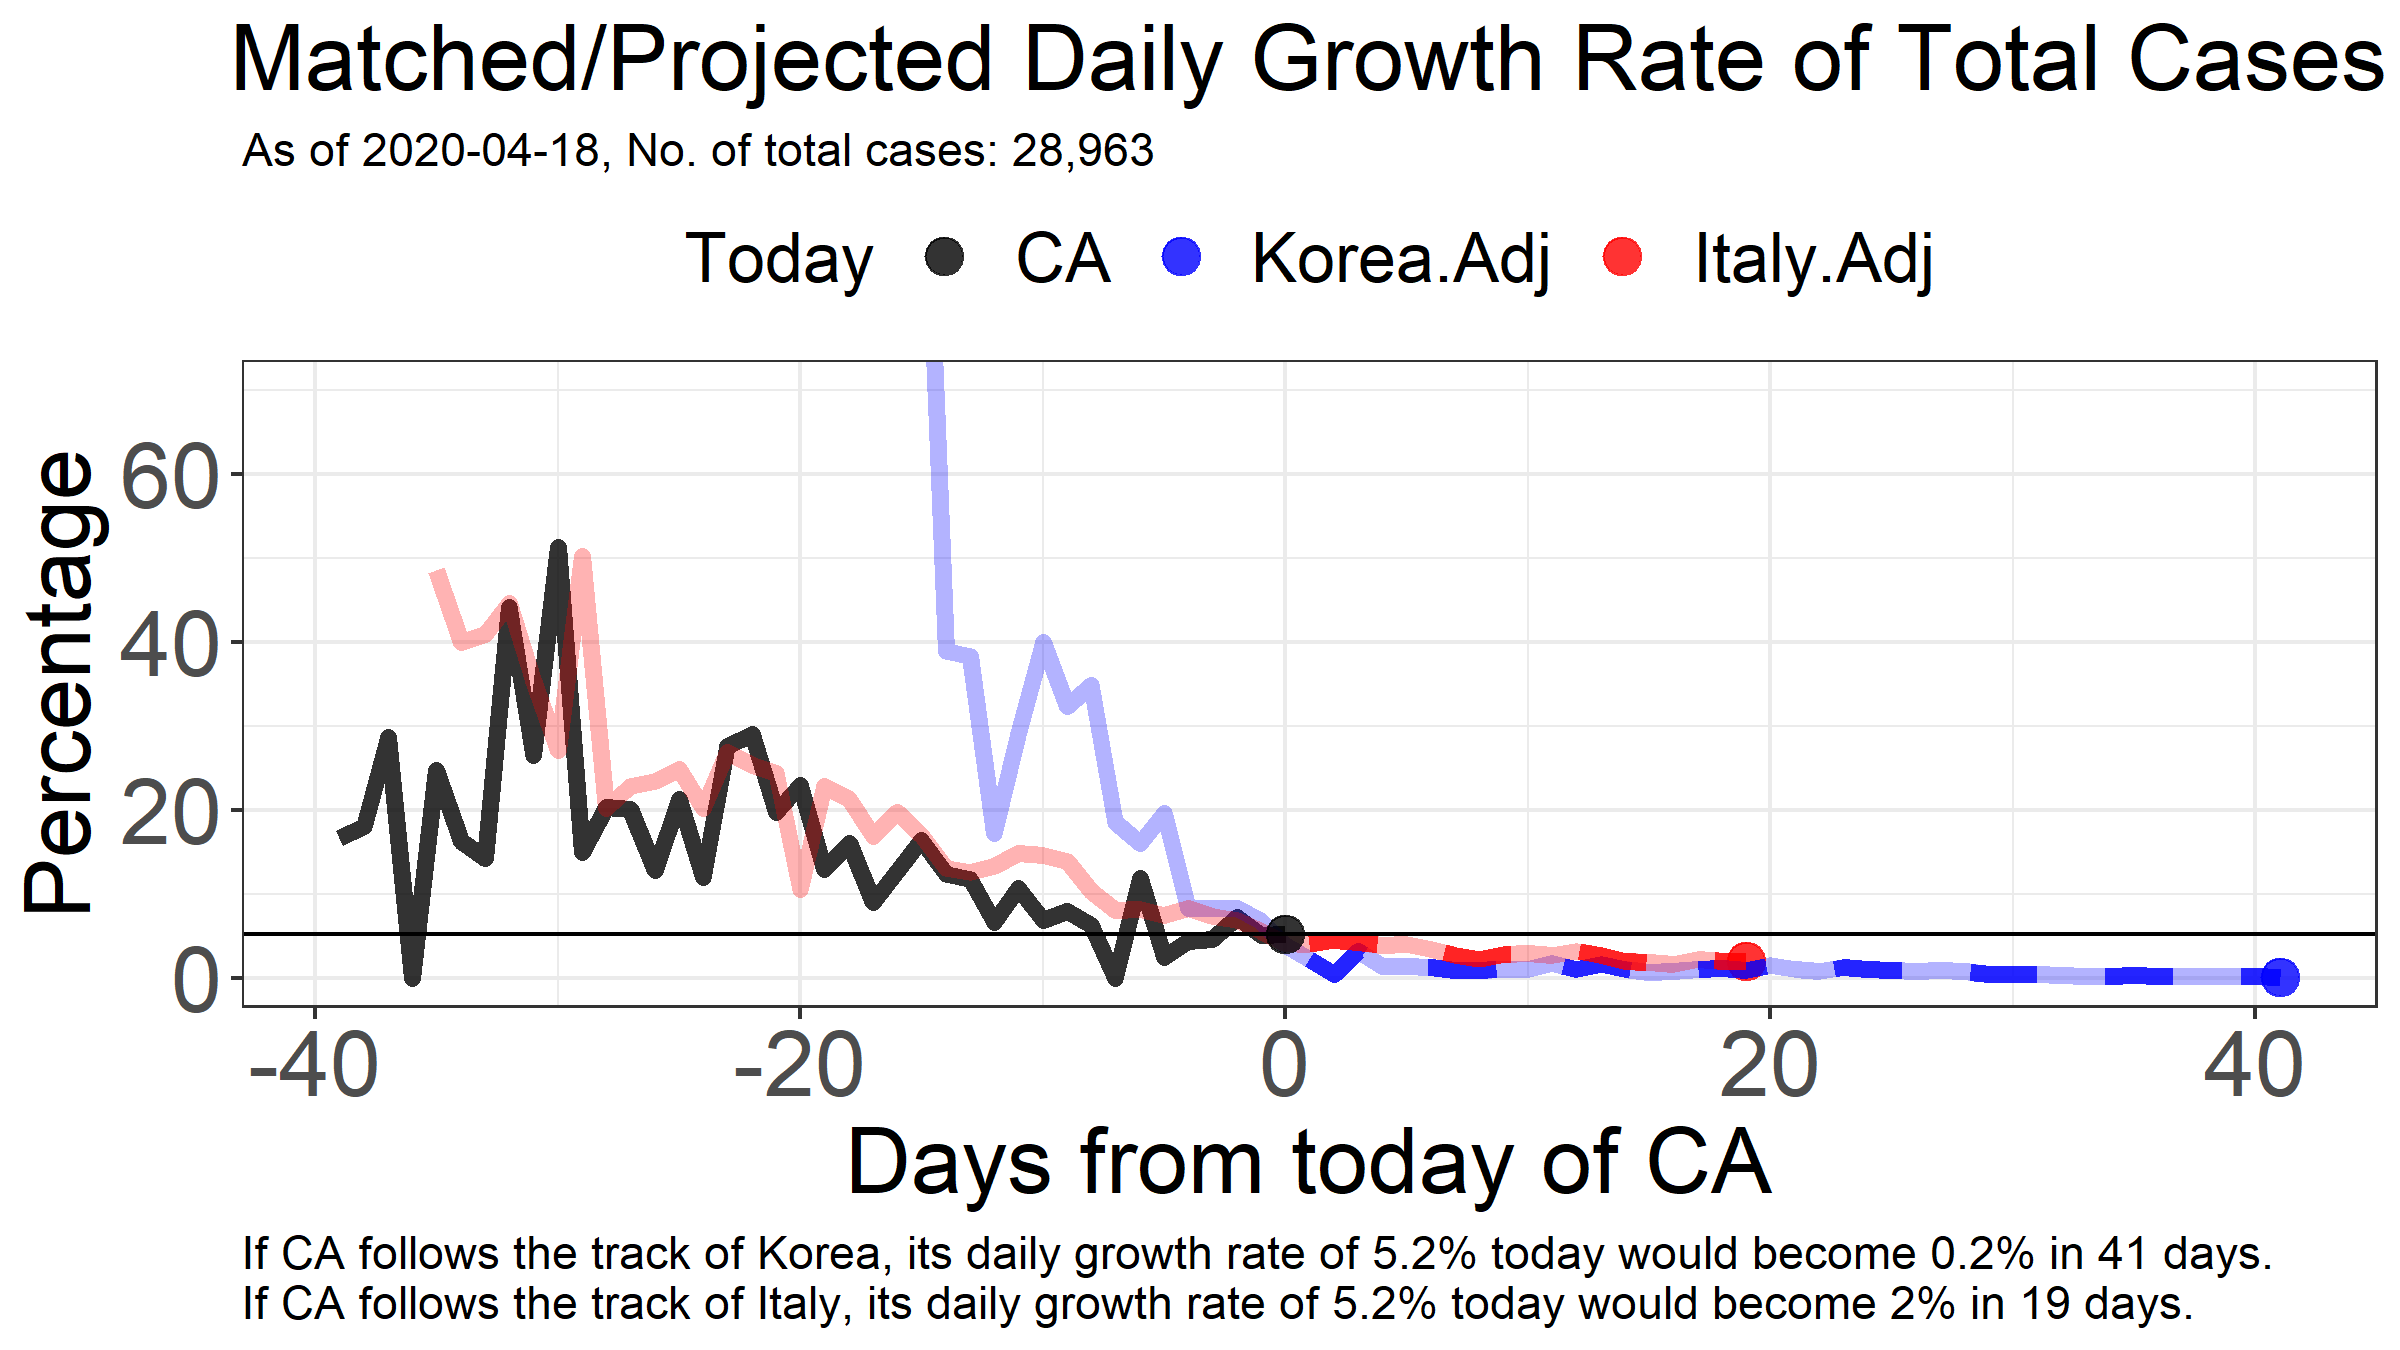 Matched/Projected Daily Growth Rate of Total Cases
As of 2020-04-18, No. of total cases: 28,963
Today CA Korea.Adj Italy.Adj
Percentage
60
40
20
0
-40 -20 0 20 40
Days from today of CA
If CA follows the track of Korea, its daily growth rate of 5.2% today would become 0.2% in 41 days.
If CA follows the track of Italy, its daily growth rate of 5.2% today would become 2% in 19 days.